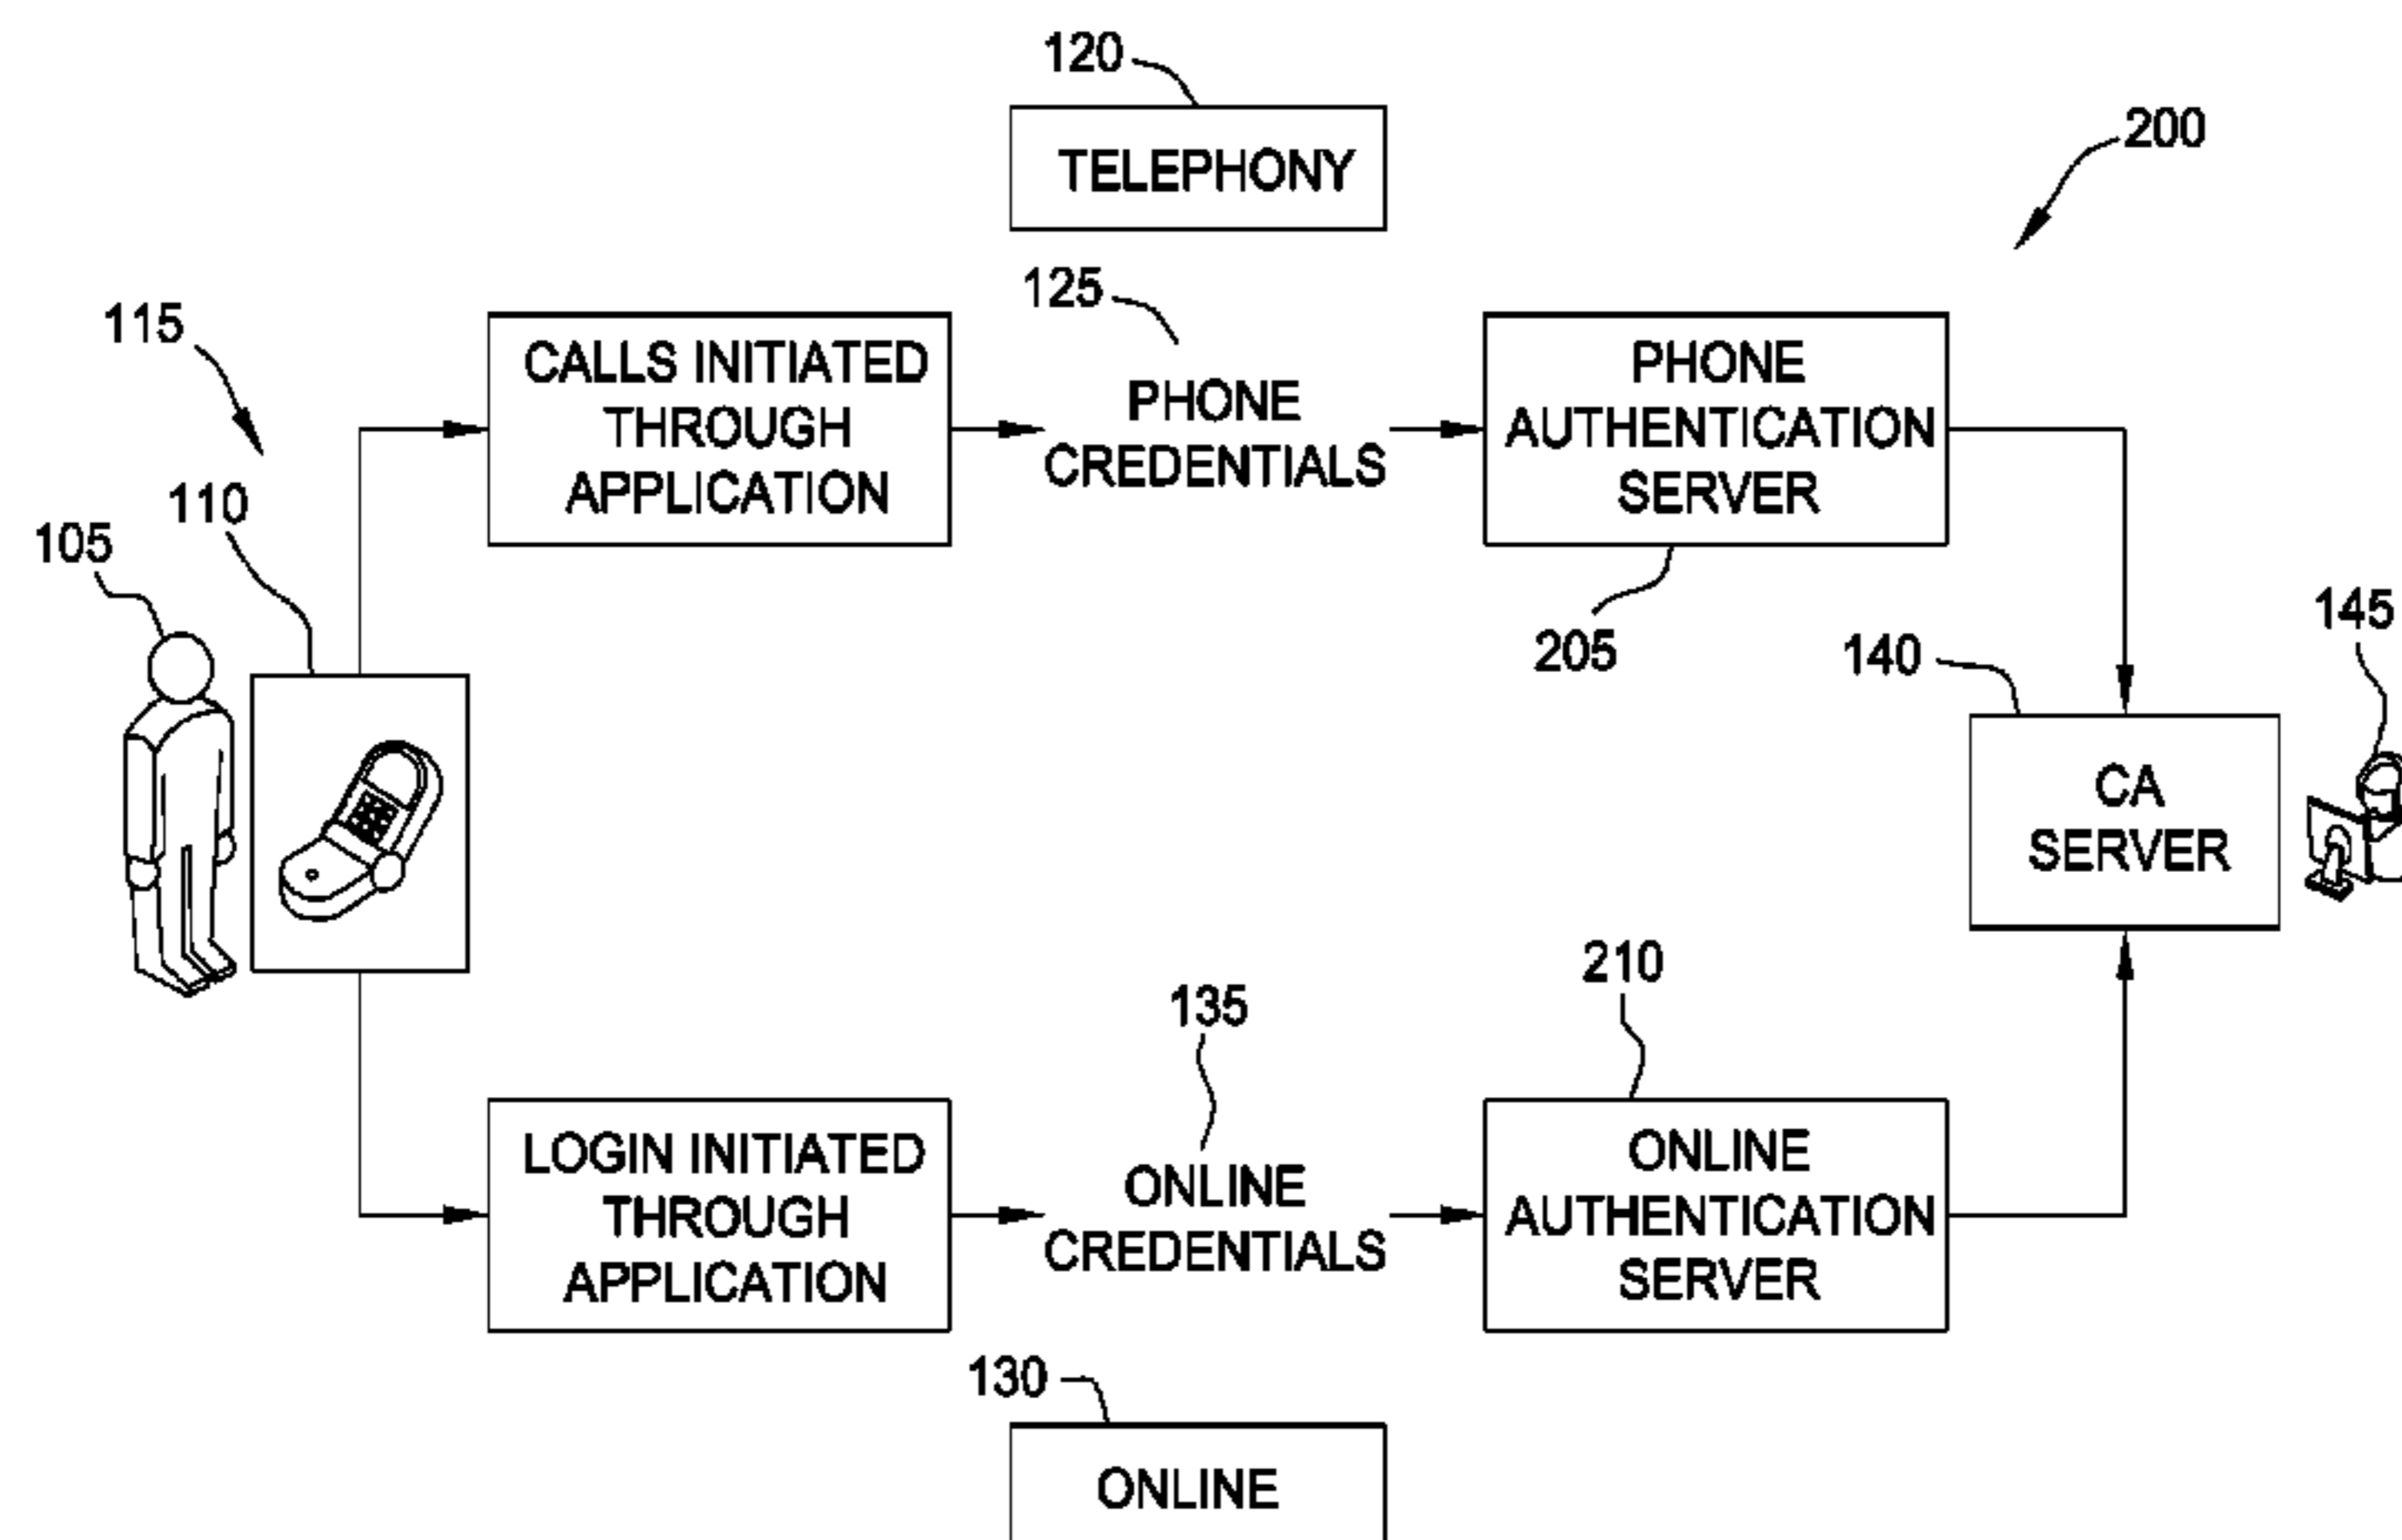 120
TELEPHONY
200
125
115
CALLS INITIATED
THROUGH
APPLICATION
PHONE
CREDENTIALS
PHONE
AUTHENTICATION
SERVER
110
105
205
140
145
CA
SERVER
210
135
LOGIN INITIATED
THROUGH
APPLICATION
ONLINE
CREDENTIALS
ONLINE
AUTHENTICATION
SERVER
130
ONLINE